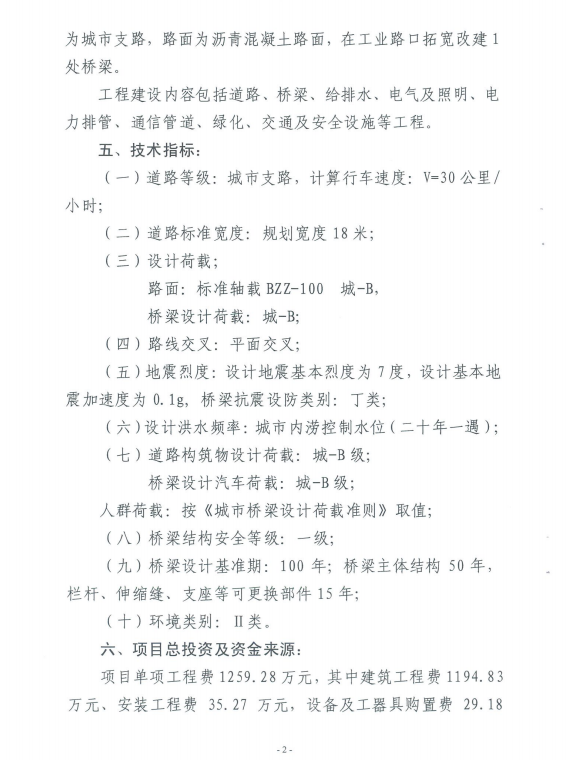 为城市支路，路面为沥青混凝土路面，在工业路口拓宽改建1
处桥梁。
工程建设内容包括道路、桥梁、给排水、电气及照明、电
力排管、通信管道、绿化、交通及安全设施等工程。
五、技术指标：
（一）道路等级：城市支路，计算行车速度：V=30公里/
小时；
（二）道路标准宽度：规划宽度18米；
（三）设计荷载；
路面：标准轴载BZZ-100 城-B，
桥梁设计荷载：城-B；
（四）路线交叉：平面交叉；
（五）地震烈度：设计地震基本烈度为7度，设计基本地
震加速度为0.1g，桥梁抗震设防类别：丁类；
（六）设计洪水频率：城市内涝控制水位（二十年一遇）；
（七）道路构筑物设计荷载：城-B级；
桥梁设计汽车荷载：城-B级；
人群荷载：按《城市桥梁设计荷载准则》取值；
（八）桥梁结构安全等级：一级；
（九）桥梁设计基准期：100年；桥梁主体结构 50年，
栏杆、伸缩缝、支座等可更换部件15年；
（十）环境类别：Ⅱ类。
六、项目总投资及资金来源：
项目单项工程费1259.28万元，其中建筑工程费1194.83
万元、安装工程费 35.27 万元，设备及工器具购置费 29.18
-2-